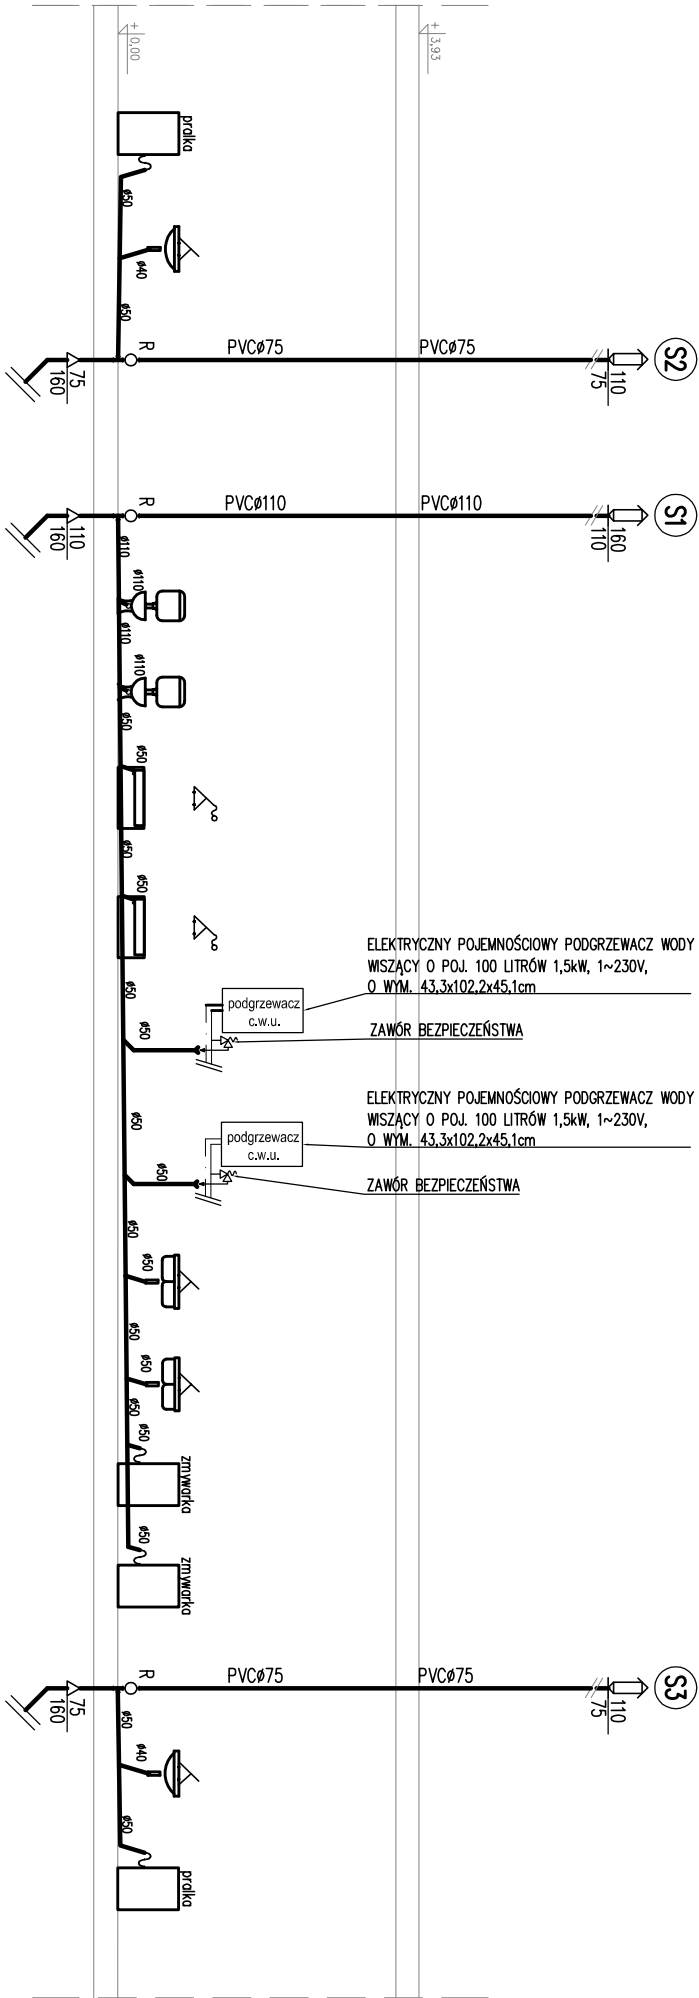 + 0,00
+ 3,93
pralka
ø50
ø40
ø50
R
PVCø75
PVCø75
75
160
110
75
S2
R
PVCø110
PVCø110
110
160
160
110
S1
ø110
ø110
ø110
ø110
ø50
ø50
ø50
ø50
ø50
ELEKTRYCZNY POJEMNOŚCIOWY PODGRZEWACZ WODY
WISZĄCY O POJ. 100 LITRÓW 1,5kW, 1~230V,
O WYM. 43,3x102,2x45,1cm
podgrzewacz
c.w.u.
ZAWÓR BEZPIECZEŃSTWA
ø50
ø50
ELEKTRYCZNY POJEMNOŚCIOWY PODGRZEWACZ WODY
WISZĄCY O POJ. 100 LITRÓW 1,5kW, 1~230V,
O WYM. 43,3x102,2x45,1cm
podgrzewacz
c.w.u.
ZAWÓR BEZPIECZEŃSTWA
ø50
ø50
ø50
ø50
ø50
ø50
ø50
zmywarka
ø50
zmywarka
R
PVCø75
PVCø75
75
160
110
75
S3
ø50
ø40
ø50
pralka